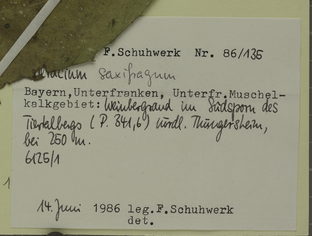 F.Schuhwerk Nr. 86/135
saxifragum
Bayern,Unterfranken, Unterfr.Muschel-
kalkgebiet: Weinbergrand im Südsporn des
Tiertalbergs (P. 341,6) nördl. Thüngersheim,
bei 250 m.
6125/1
14. Juni 1986 leg.F.Schuhwerk
det.